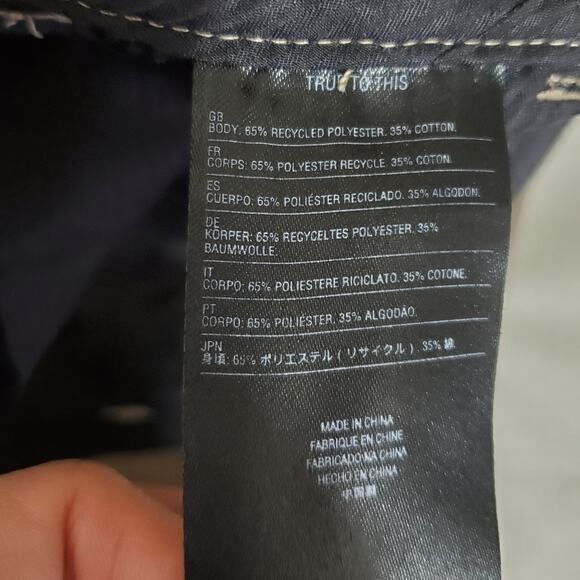 TRUE TO THIS
GB
BODY: 65% RECYCLED POLYESTER. 35% COTTON.
FR
CORPS: 65% POLYESTER RECYCLE. 35% COTON.
ES
CUERPO: 65% POLIÉSTER RECICLADO. 35% ALGODÓN.
DE
KÖRPER: 65% RECYCELTES POLYESTER. 35%
BAUMWOLLE.
IT
CORPO: 65% POLIESTERE RICICLATO. 35% COTONE.
PT
CORPO: 65% POLIÉSTER. 35% ALGODÃO.
JPN
身頃: 65% ポリエステル ( リサイクル ) . 35% 綿.
MADE IN CHINA
FABRIQUE EN CHINE
FABRICADO NA CHINA
HECHO EN CHINA
中国製